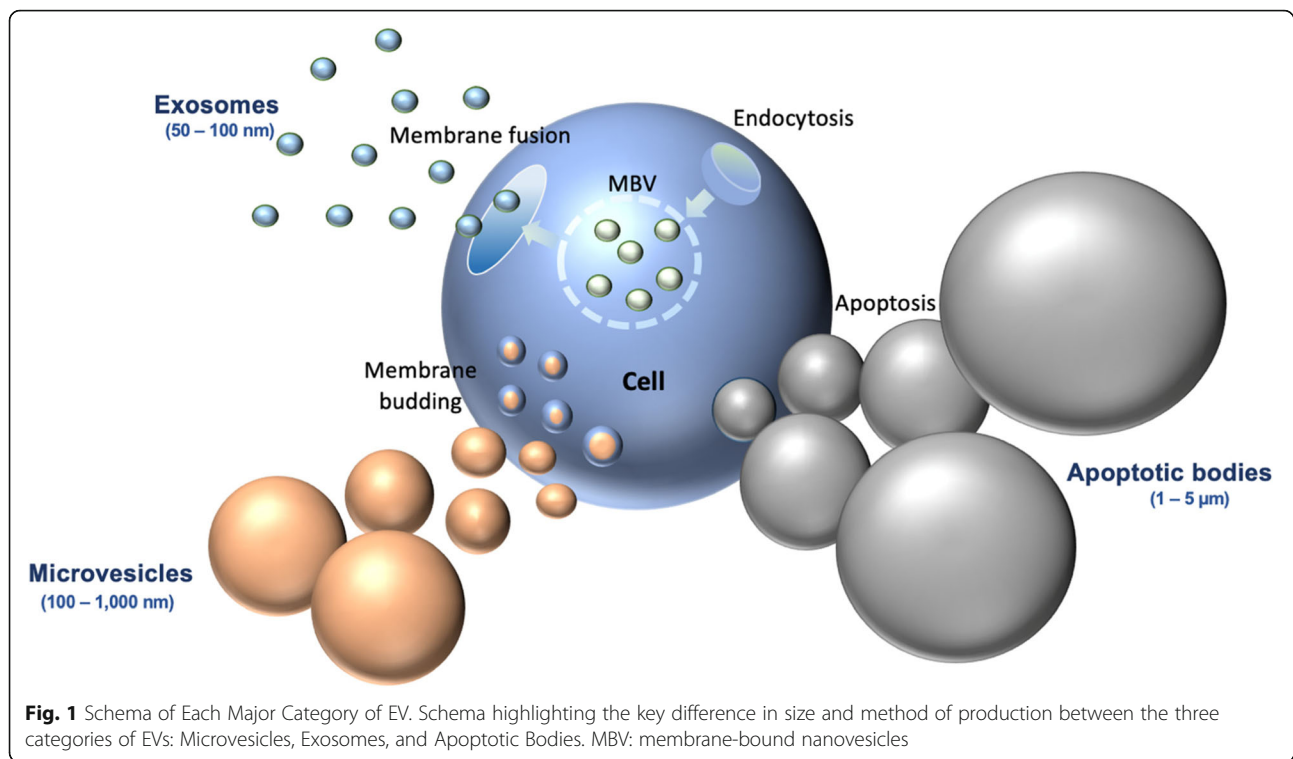 Exosomes
(50 – 100 nm)
Membrane fusion
Endocytosis
MBV
Apoptosis
Membrane
budding
Cell
Apoptotic bodies
(1 – 5 µm)
Microvesicles
(100 – 1,000 nm)
Fig. 1 Schema of Each Major Category of EV. Schema highlighting the key difference in size and method of production between the three
categories of EVs: Microvesicles, Exosomes, and Apoptotic Bodies. MBV: membrane-bound nanovesicles